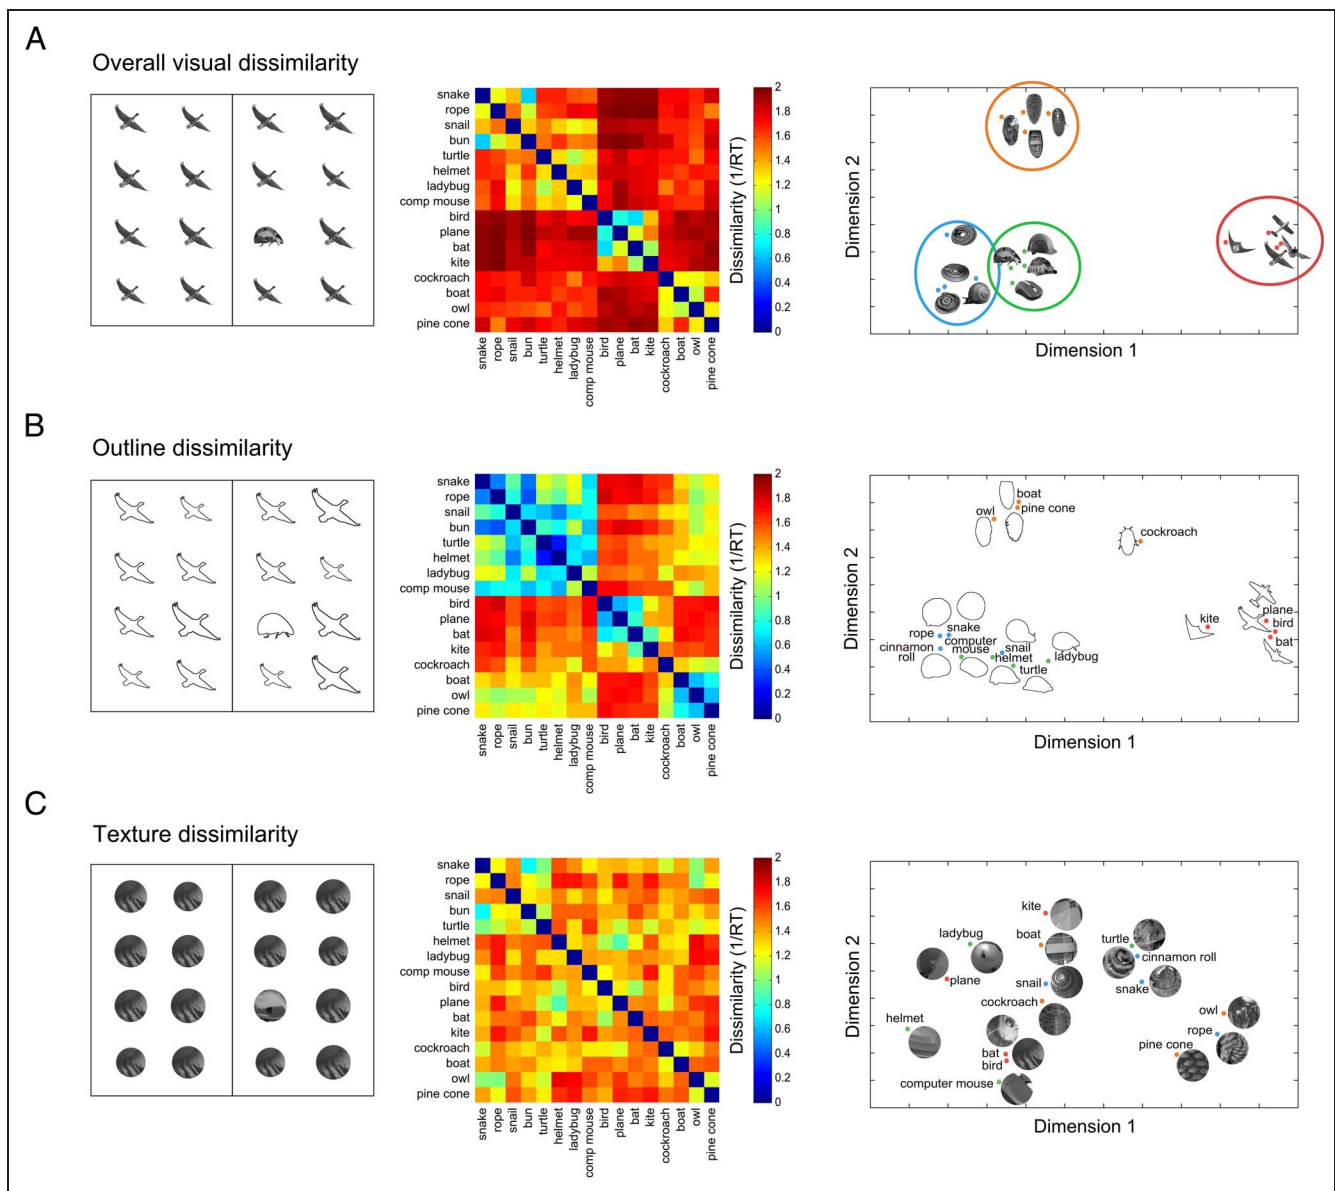 A
Overall visual dissimilarity
snake
rope
snail
bun
turtle
helmet
ladybug
comp mouse
bird
plane
bat
kite
cockroach
boat
owl
pine cone
snake
rope
snail
bun
turtle
helmet
ladybug
comp mouse
bird
plane
bat
kite
cockroach
boat
owl
pine cone
2
1.8
1.6
1.4
1.2
1
0.8
0.6
0.4
0.2
0
Dissimilarity (1/RT)
Dimension 2
Dimension 1
B
Outline dissimilarity
snake
rope
snail
bun
turtle
helmet
ladybug
comp mouse
bird
plane
bat
kite
cockroach
boat
owl
pine cone
snake
rope
snail
bun
turtle
helmet
ladybug
comp mouse
bird
plane
bat
kite
cockroach
boat
owl
pine cone
2
1.8
1.6
1.4
1.2
1
0.8
0.6
0.4
0.2
0
Dissimilarity (1/RT)
Dimension 2
boat
pine cone
owl
cockroach
plane
kite
bird
bat
snake
rope
computer
mouse
cinnamon
roll
snail
helmet
turtle
ladybug
Dimension 1
C
Texture dissimilarity
snake
rope
snail
bun
turtle
helmet
ladybug
comp mouse
bird
plane
bat
kite
cockroach
boat
owl
pine cone
snake
rope
snail
bun
turtle
helmet
ladybug
comp mouse
bird
plane
bat
kite
cockroach
boat
owl
pine cone
2
1.8
1.6
1.4
1.2
1
0.8
0.6
0.4
0.2
0
Dissimilarity (1/RT)
Dimension 2
kite
ladybug
boat
turtle
cinnamon roll
plane
snail
snake
cockroach
owl
helmet
rope
pine cone
bat
bird
computer mouse
Dimension 1